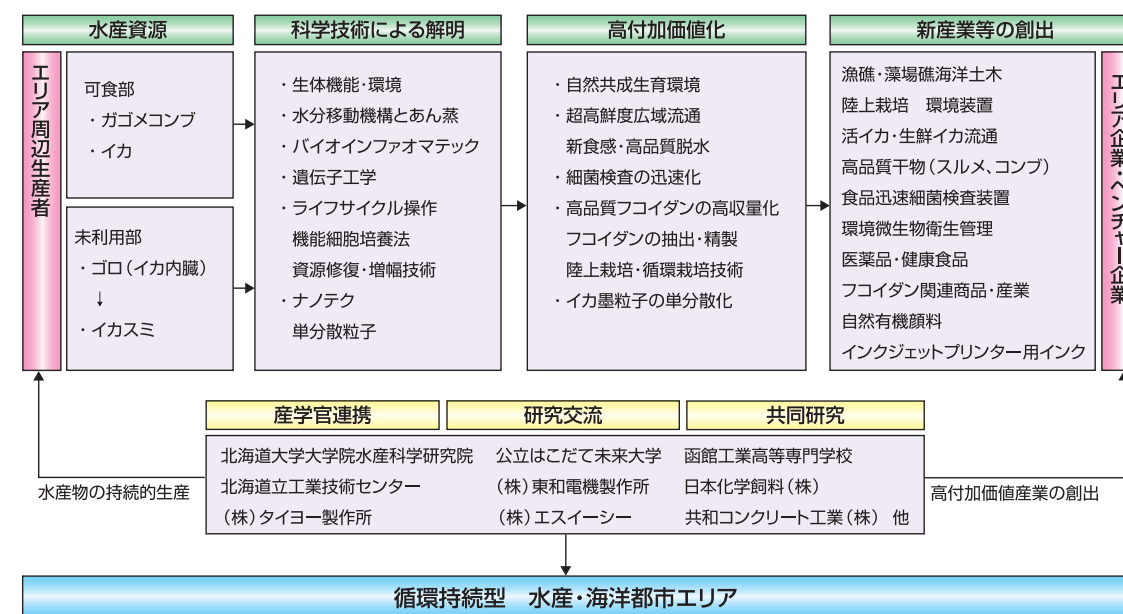 水産資源
科学技術による解明
高付加価値化
新産業等の創出
エリア周辺生産者
可食部
・ガゴメコンブ
・イカ
未利用部
・ゴロ(イカ内臓)
↓
・イカスミ
・生体機能・環境
・水分移動機構とあん蒸
・バイオインファオマテック
・遺伝子工学
・ライフサイクル操作
機能細胞培養法
資源修復・増幅技術
・ナノテク
単分散粒子
・自然共成生育環境
・超高鮮度広域流通
新食感・高品質脱水
・細菌検査の迅速化
・高品質フコイダンの高収量化
フコイダンの抽出・精製
陸上栽培・循環栽培技術
・イカ墨粒子の単分散化
漁礁・藻場礁海洋土木
陸上栽培　環境装置
活イカ・生鮮イカ流通
高品質干物(スルメ、コンブ)
食品迅速細菌検査装置
環境微生物衛生管理
医薬品・健康食品
フコイダン関連商品・産業
自然有機顔料
インクジェットプリンター用インク
エリア企業・ベンチャー企業
産学官連携
研究交流
共同研究
北海道大学大学院水産科学研究院　公立はこだて未来大学　函館工業高等専門学校
北海道立工業技術センター　(株)東和電機製作所　日本化学飼料(株)
(株)タイヨー製作所　(株)エスイーシー　共和コンクリート工業(株)　他
水産物の持続的生産
高付加価値産業の創出
循環持続型　水産・海洋都市エリア